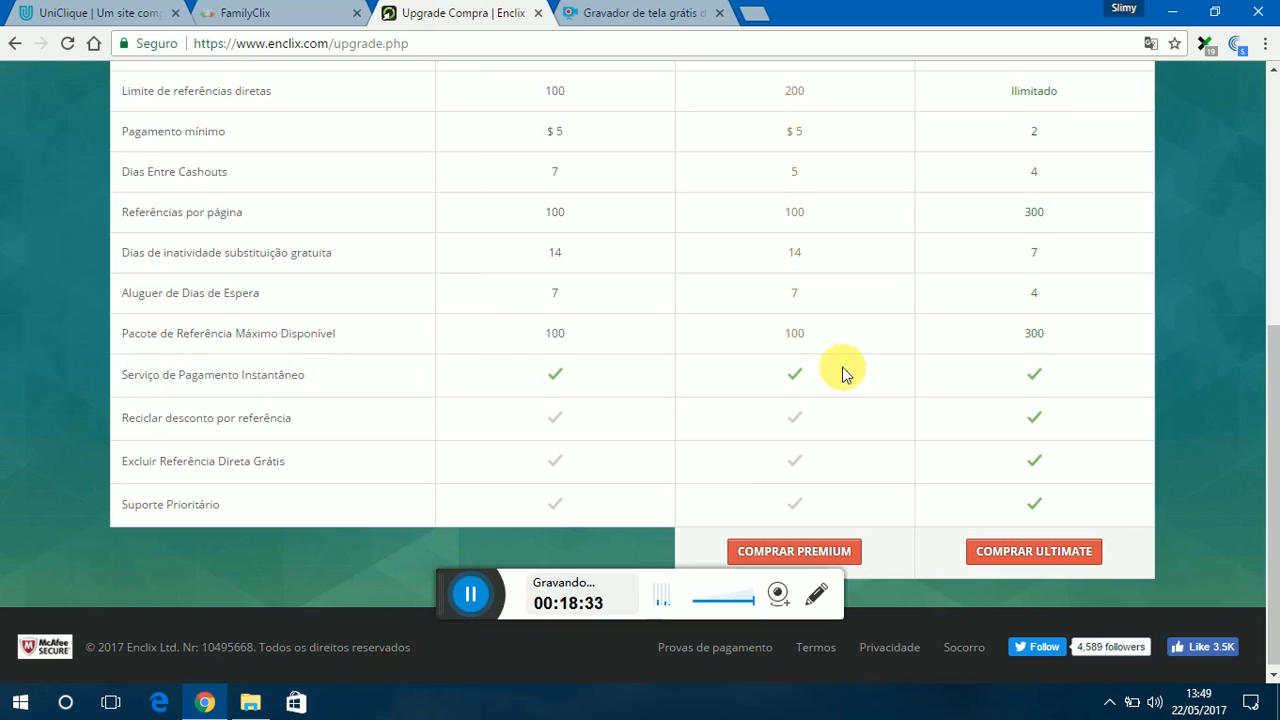 UniClique | Um site comp
FamilyClix
Upgrade Compra | Enclix
Gravador de tela grátis d
Slimy
Seguro https://www.enclix.com/upgrade.php
19
5
Limite de referências diretas 100 200 Ilimitado
Pagamento mínimo $ 5 $ 5 2
Dias Entre Cashouts 7 5 4
Referências por página 100 100 300
Dias de inatividade substituição gratuita 14 14 7
Aluguer de Dias de Espera 7 7 4
Pacote de Referência Máximo Disponível 100 100 300
Serviço de Pagamento Instantâneo
Reciclar desconto por referência
Excluir Referência Direta Grátis
Suporte Prioritário
COMPRAR PREMIUM COMPRAR ULTIMATE
Gravando...
00:18:33
McAfee SECURE
© 2017 Enclix Ltd. Nr: 10495668. Todos os direitos reservados
Provas de pagamento Termos Privacidade Socorro
Follow 4,589 followers Like 3.5K
13:49
22/05/2017